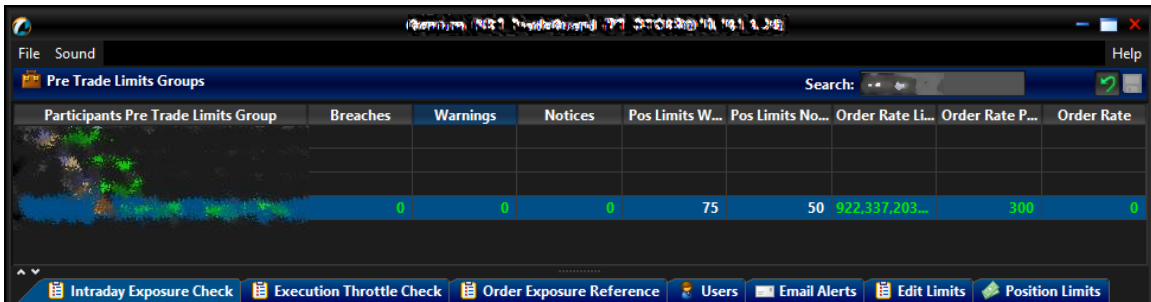 File Sound Help
Pre Trade Limits Groups Search:
Participants Pre Trade Limits Group Breaches Warnings Notices Pos Limits W... Pos Limits No... Order Rate Li... Order Rate P... Order Rate
0 0 0 75 50 922,337,203... 300 0
Intraday Exposure Check Execution Throttle Check Order Exposure Reference Users Email Alerts Edit Limits Position Limits